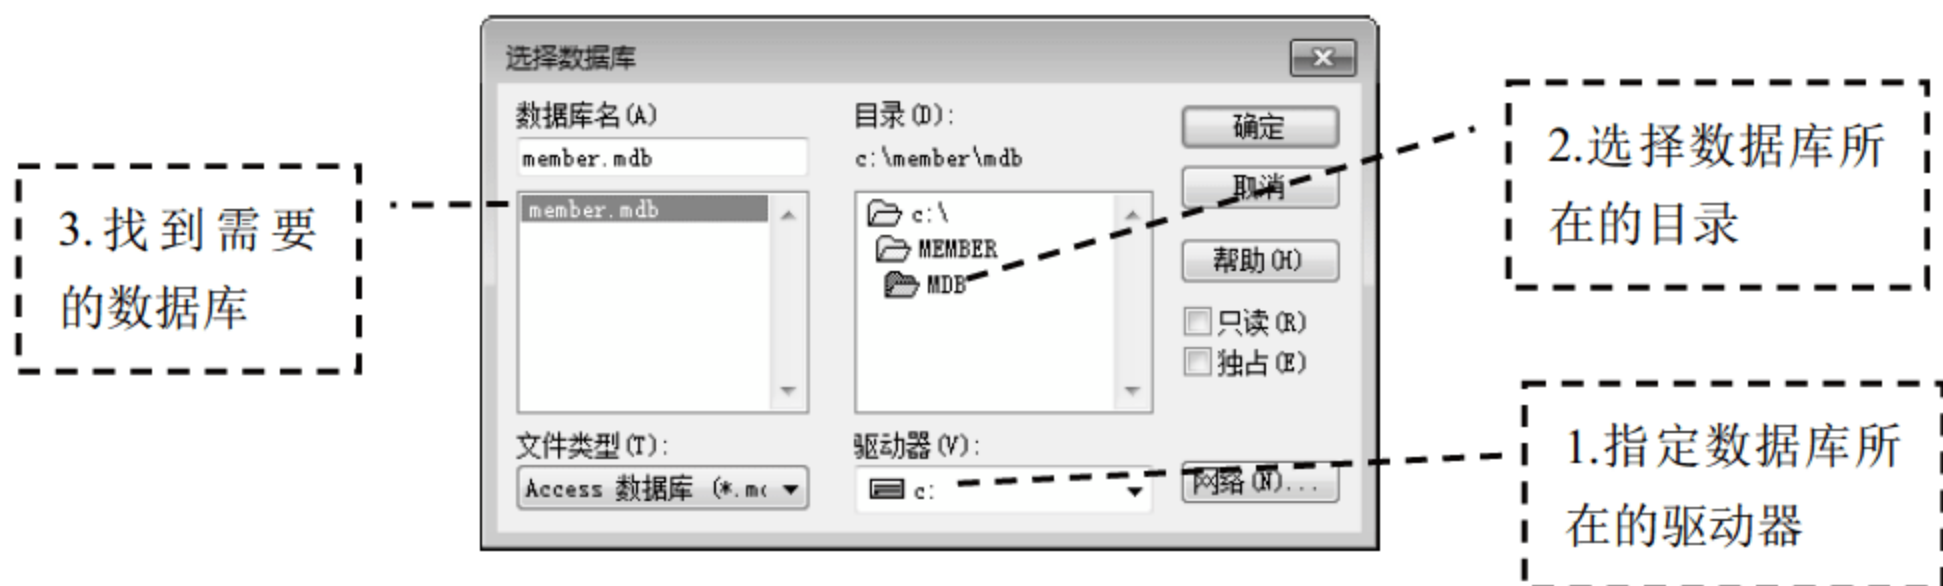 选择数据库
数据库名(A)
member.mdb
member.mdb
文件类型(T):
Access 数据库 (*.mc
目录(D):
c:\member\mdb
c:\
MEMBER
MDB
驱动器(V):
c:
确定
取消
帮助(H)
只读(R)
独占(E)
网络(N)...
3.找到需要
的数据库
2.选择数据库所
在的目录
1.指定数据库所
在的驱动器